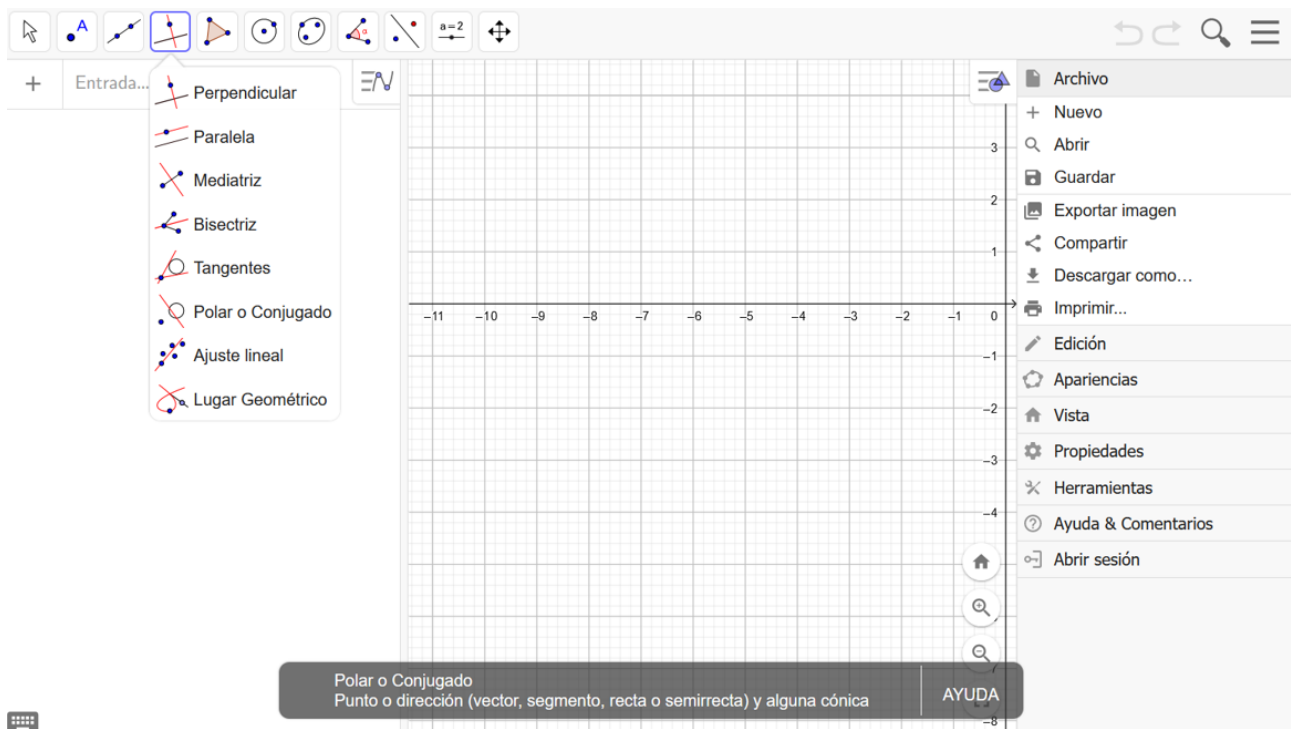 A
α
a=2
Entrada...
Perpendicular
Paralela
Mediatriz
Bisectriz
Tangentes
Polar o Conjugado
Ajuste lineal
Lugar Geométrico
3
2
1
–11 –10 –9 –8 –7 –6 –5 –4 –3 –2 –1 0
–1
–2
–3
–4
–8
Archivo
Nuevo
Abrir
Guardar
Exportar imagen
Compartir
Descargar como…
Imprimir...
Edición
Apariencias
Vista
Propiedades
Herramientas
Ayuda & Comentarios
Abrir sesión
Polar o Conjugado
Punto o dirección (vector, segmento, recta o semirrecta) y alguna cónica
AYUDA